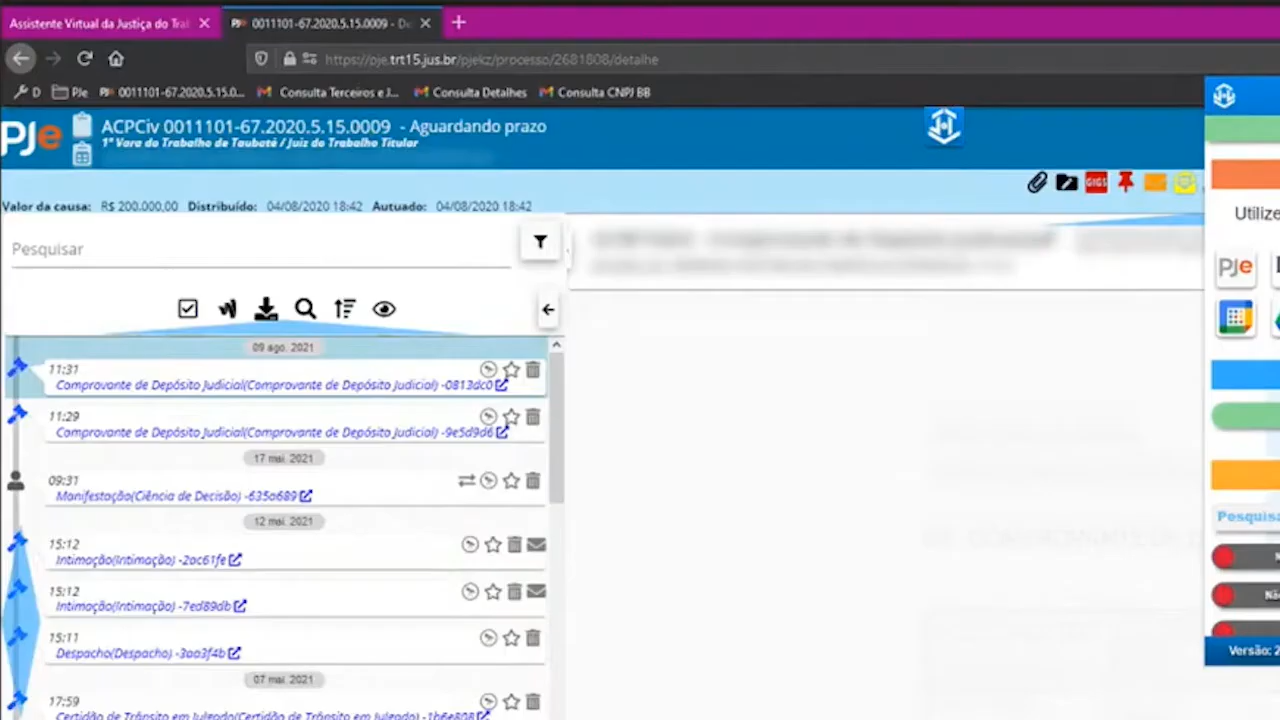 Assistente Virtual da Justiça do Tra
0011101-67.2020.5.15.0009 - De
https://pje.trt15.jus.br/pjekz/processo/2681808/detalhe
D PJe 0011101-67.2020.5.15.0... Consulta Terceiros e J... Consulta Detalhes Consulta CNPJ BB
PJe
ACPCiv 0011101-67.2020.5.15.0009 - Aguardando prazo
1ª Vara do Trabalho de Taubaté / Juiz do Trabalho Titular
GIGS
Valor da causa: R$ 200.000,00 Distribuído: 04/08/2020 18:42 Autuado: 04/08/2020 18:42
Pesquisar
09 ago. 2021
11:31
Comprovante de Depósito Judicial(Comprovante de Depósito Judicial) -0813dc0
11:29
Comprovante de Depósito Judicial(Comprovante de Depósito Judicial) -9e5d9d6
17 mai. 2021
09:31
Manifestação(Ciência de Decisão) -635a689
12 mai. 2021
15:12
Intimação(Intimação) -2ac61fe
15:12
Intimação(Intimação) -7ed89db
15:11
Despacho(Despacho) -3aa3f4b
07 mai. 2021
17:59
Certidão de Trânsito em Julgado(Certidão de Trânsito em Julgado) -1b6e808
Utilize
PJe
Pesquisa
Nã
Versão: 2